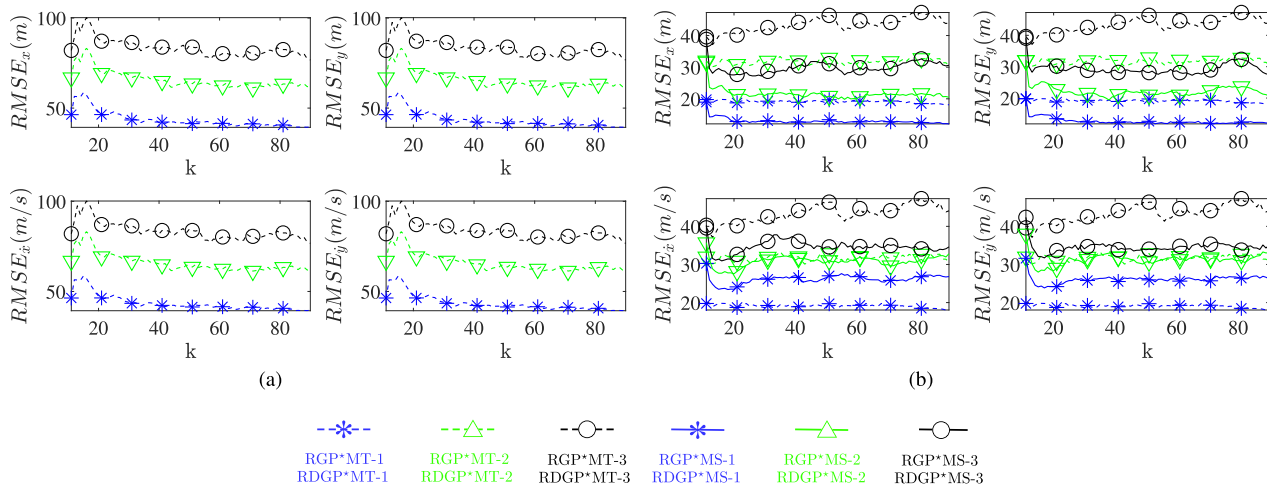 100
50
RMSE_x(m)
20 40 60 80
k
100
50
RMSE_y(m)
20 40 60 80
k
40
30
20
RMSE_x(m)
20 40 60 80
k
40
30
20
RMSE_y(m)
20 40 60 80
k
100
50
RMSE_ẋ(m/s)
20 40 60 80
k
100
50
RMSE_ẏ(m/s)
20 40 60 80
k
40
30
20
RMSE_ẋ(m/s)
20 40 60 80
k
40
30
20
RMSE_ẏ(m/s)
20 40 60 80
k
(a)
(b)
RGP*MT-1 RGP*MT-2 RGP*MT-3 RGP*MS-1 RGP*MS-2 RGP*MS-3
RDGP*MT-1 RDGP*MT-2 RDGP*MT-3 RDGP*MS-1 RDGP*MS-2 RDGP*MS-3